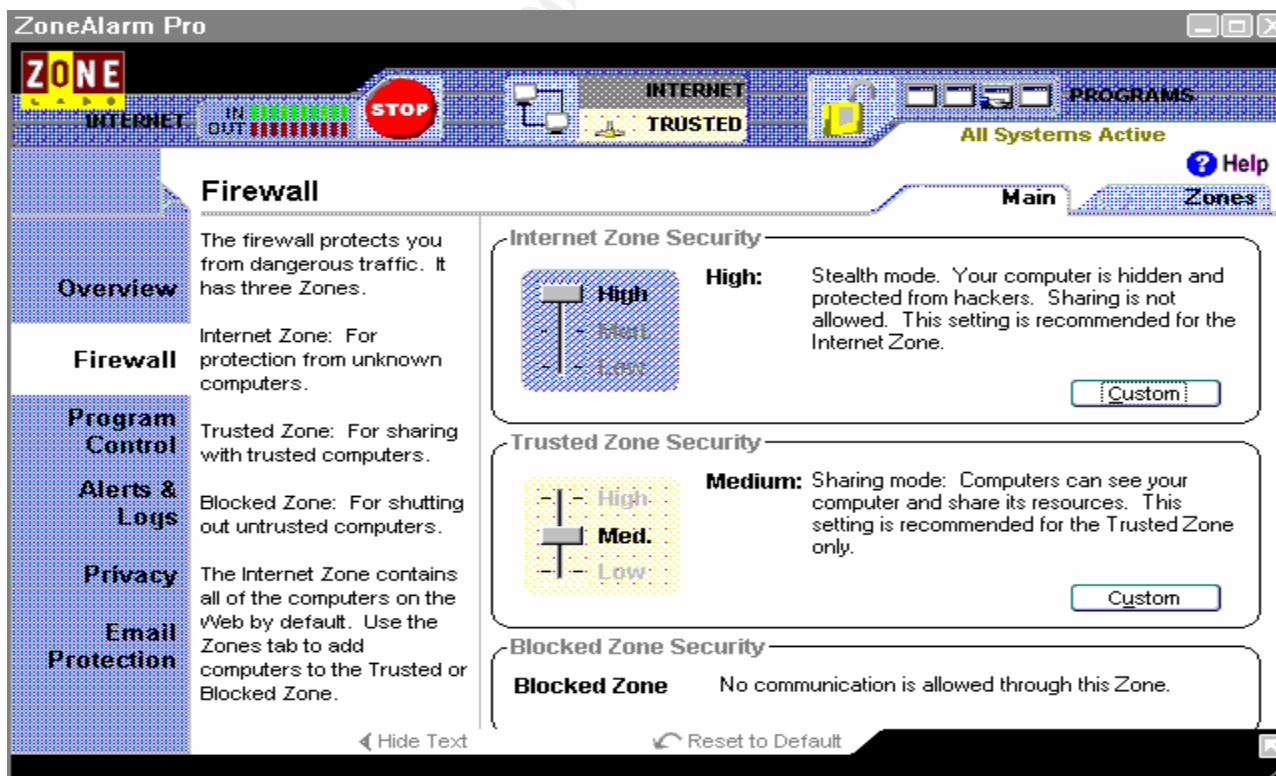 ZoneAlarm Pro
ZONE
LABS
INTERNET
IN
OUT
STOP
INTERNET
TRUSTED
PROGRAMS
All Systems Active
? Help
Firewall
Main
Zones
Overview
Firewall
Program
Control
Alerts &
Logs
Privacy
Email
Protection
The firewall protects you
from dangerous traffic. It
has three Zones.
Internet Zone: For
protection from unknown
computers.
Trusted Zone: For sharing
with trusted computers.
Blocked Zone: For shutting
out untrusted computers.
The Internet Zone contains
all of the computers on the
Web by default. Use the
Zones tab to add
computers to the Trusted or
Blocked Zone.
Internet Zone Security
High
Med.
Low
High: Stealth mode. Your computer is hidden and
protected from hackers. Sharing is not
allowed. This setting is recommended for the
Internet Zone.
Custom
Trusted Zone Security
High
Med.
Low
Medium: Sharing mode: Computers can see your
computer and share its resources. This
setting is recommended for the Trusted Zone
only.
Custom
Blocked Zone Security
Blocked Zone No communication is allowed through this Zone.
Hide Text
Reset to Default